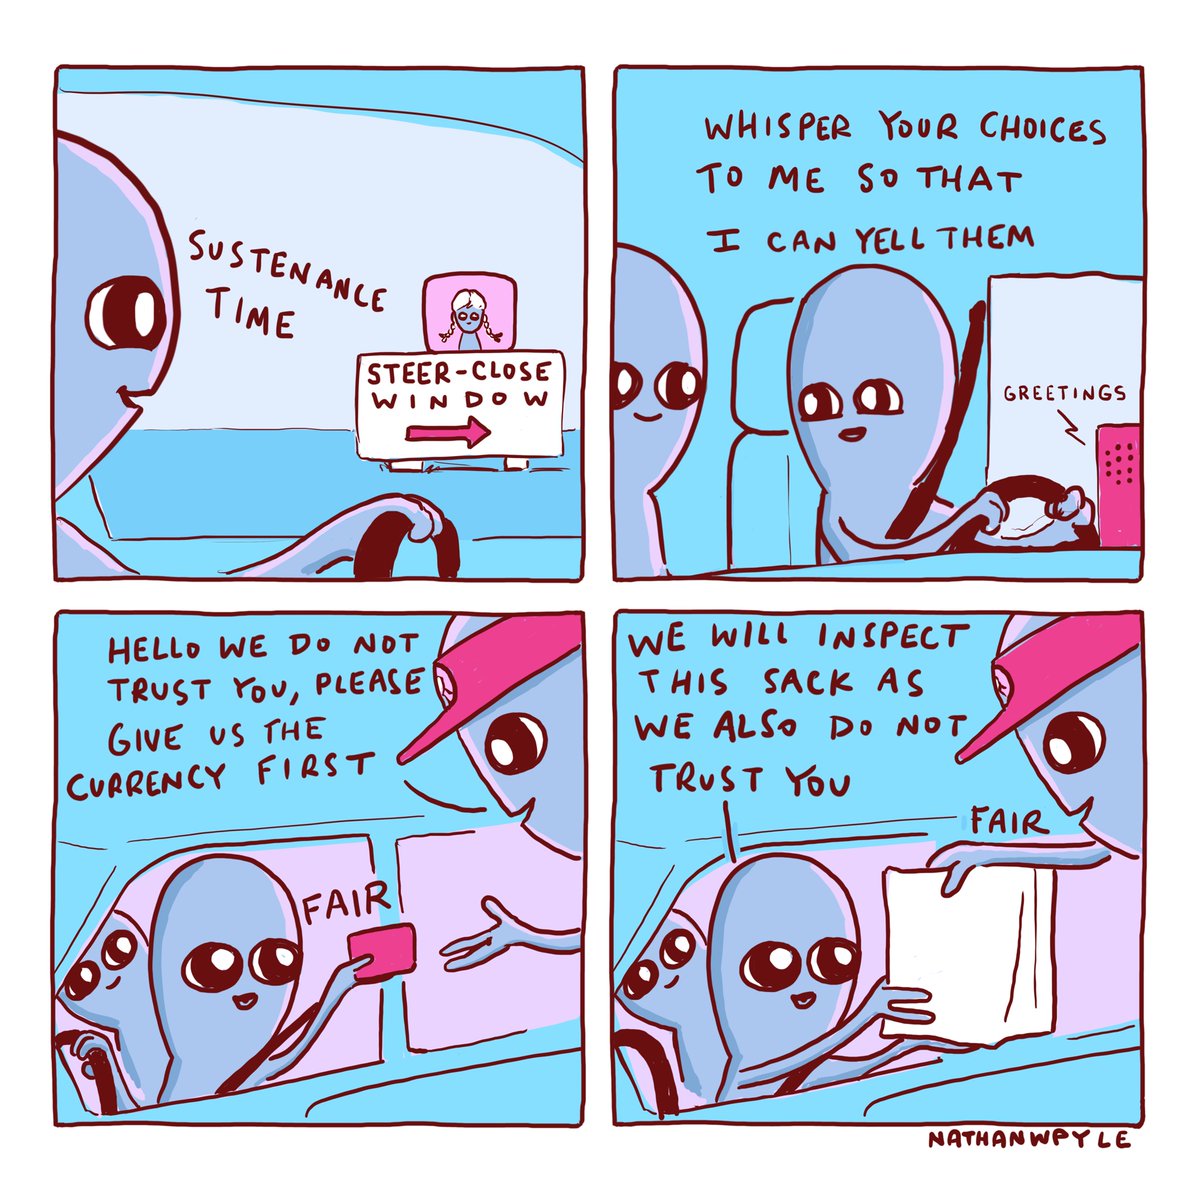 SUSTENANCE
TIME
STEER-CLOSE
WINDOW
WHISPER YOUR CHOICES
TO ME SO THAT
I CAN YELL THEM
GREETINGS
HELLO WE DO NOT
TRUST YOU, PLEASE
GIVE US THE
CURRENCY FIRST
FAIR
WE WILL INSPECT
THIS SACK AS
WE ALSO DO NOT
TRUST YOU
FAIR
NATHANWPYLE